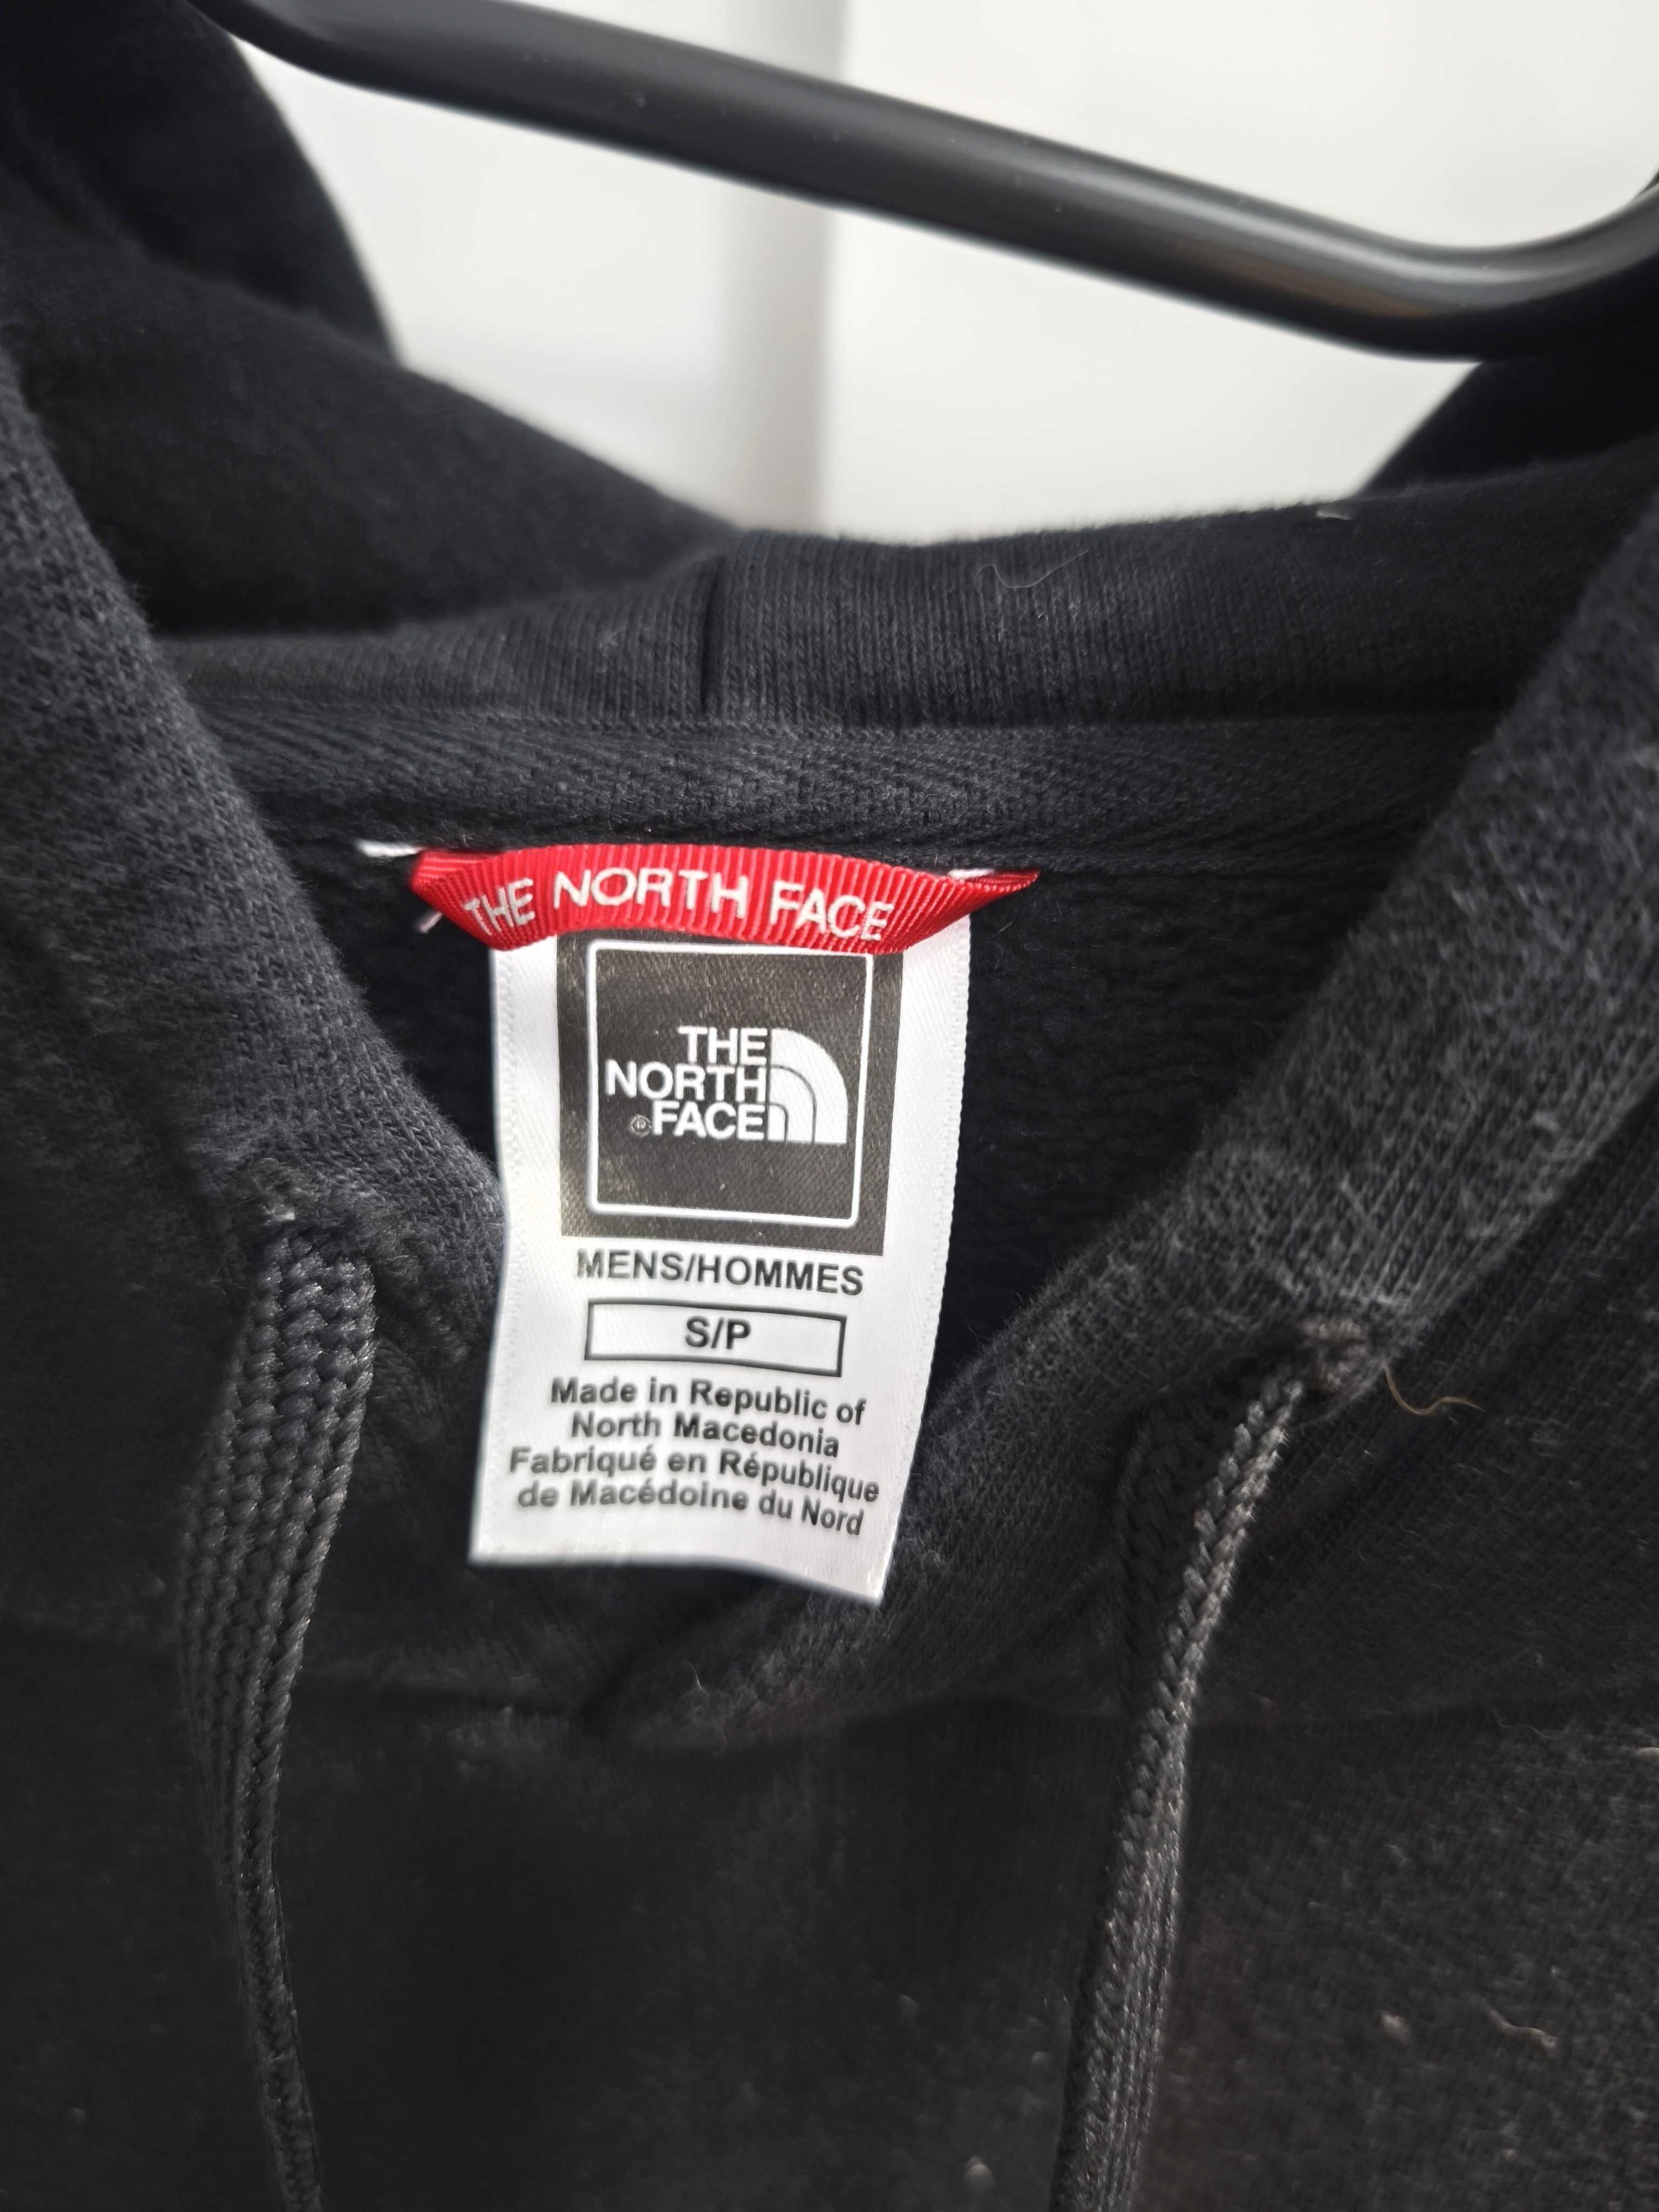 THE NORTH FACE
THE
NORTH
®FACE
MENS/HOMMES
S/P
Made in Republic of
North Macedonia
Fabriqué en République
de Macédoine du Nord